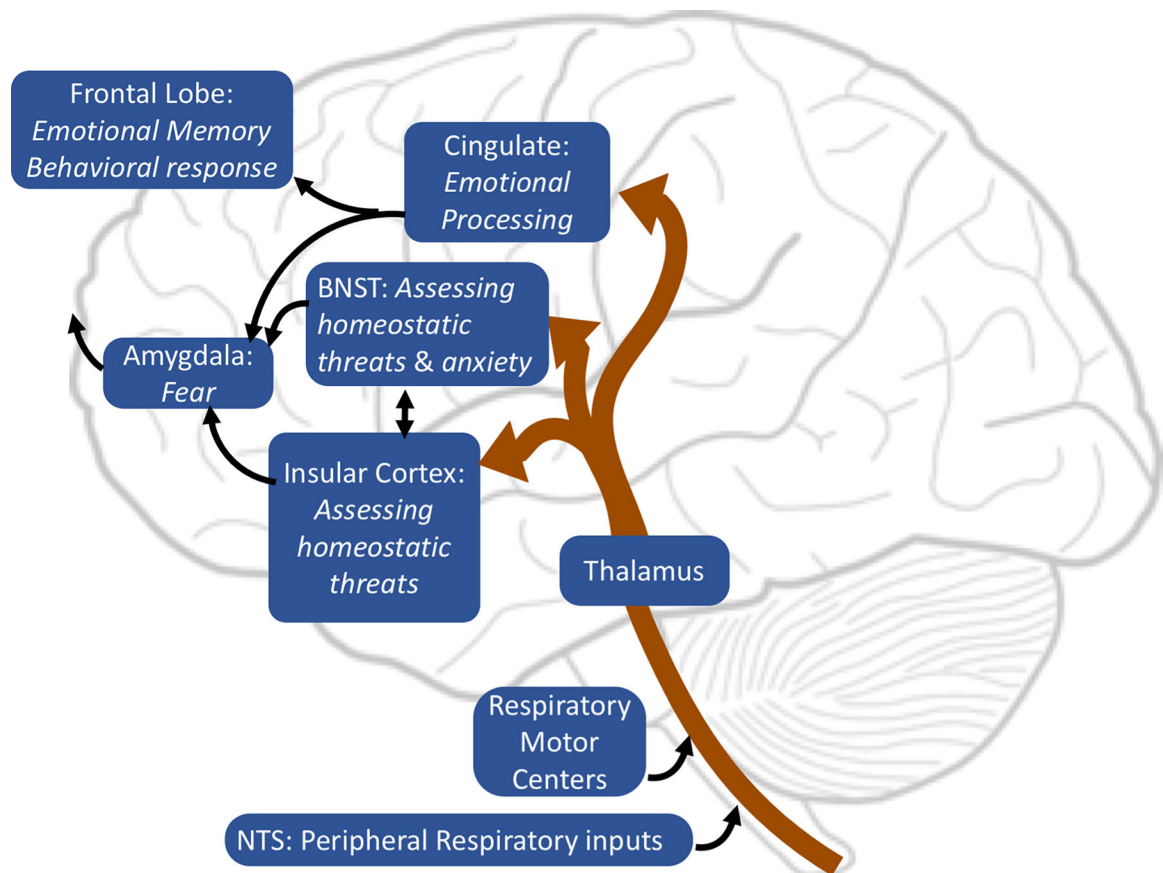 Frontal Lobe:
Emotional Memory
Behavioral response
Cingulate:
Emotional
Processing
BNST: Assessing
homeostatic
threats & anxiety
Amygdala:
Fear
Insular Cortex:
Assessing
homeostatic
threats
Thalamus
Respiratory
Motor
Centers
NTS: Peripheral Respiratory inputs